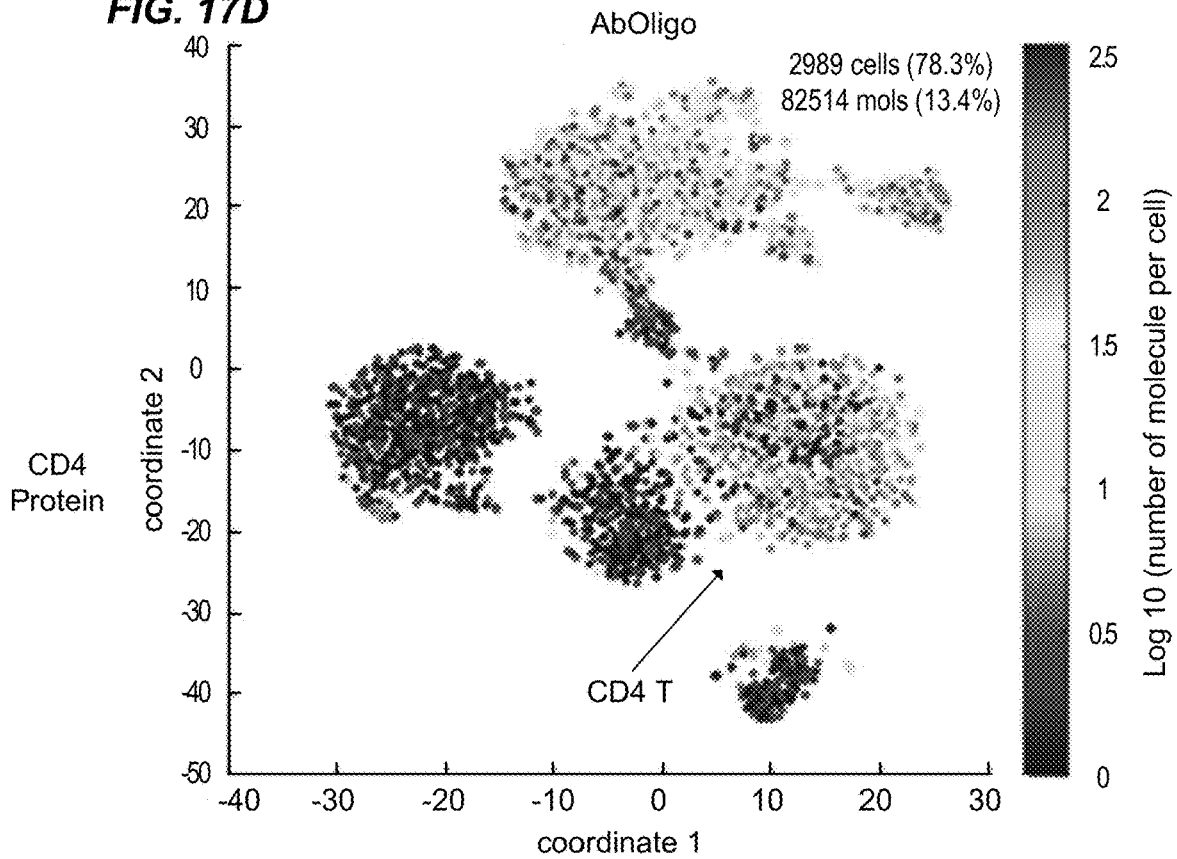 FIG. 17D
AbOligo
2989 cells (78.3%)
82514 mols (13.4%)
40
30
20
10
0
-10
-20
-30
-40
-50
coordinate 2
CD4
Protein
CD4 T
-40 -30 -20 -10 0 10 20 30
coordinate 1
2.5
2
1.5
1
0.5
0
Log 10 (number of molecule per cell)